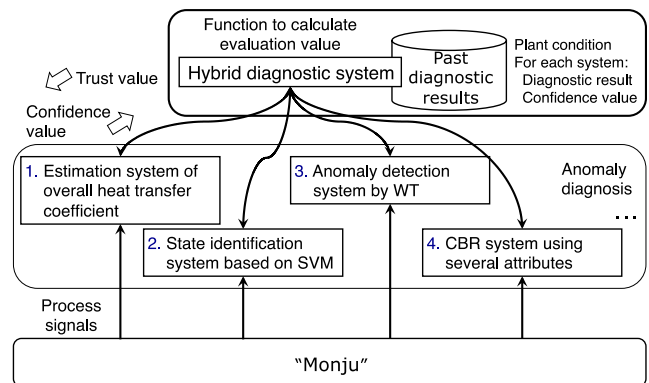 Function to calculate
evaluation value
Hybrid diagnostic system
Past
diagnostic
results
Plant condition
For each system:
Diagnostic result
Confidence value
Trust value
Confidence
value
1. Estimation system of
overall heat transfer
coefficient
2. State identification
system based on SVM
3. Anomaly detection
system by WT
4. CBR system using
several attributes
Anomaly
diagnosis
...
Process
signals
“Monju”